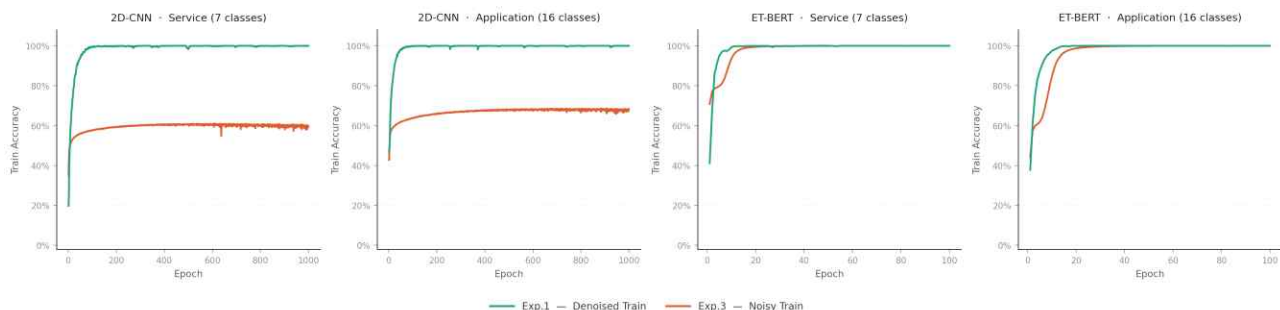 2D-CNN · Service (7 classes)
100%
80%
60%
40%
20%
0%
Train Accuracy
0 200 400 600 800 1000
Epoch
2D-CNN · Application (16 classes)
100%
80%
60%
40%
20%
0%
Train Accuracy
0 200 400 600 800 1000
Epoch
ET-BERT · Service (7 classes)
100%
80%
60%
40%
20%
0%
Train Accuracy
0 20 40 60 80 100
Epoch
ET-BERT · Application (16 classes)
100%
80%
60%
40%
20%
0%
Train Accuracy
0 20 40 60 80 100
Epoch
Exp.1 — Denoised Train Exp.3 — Noisy Train